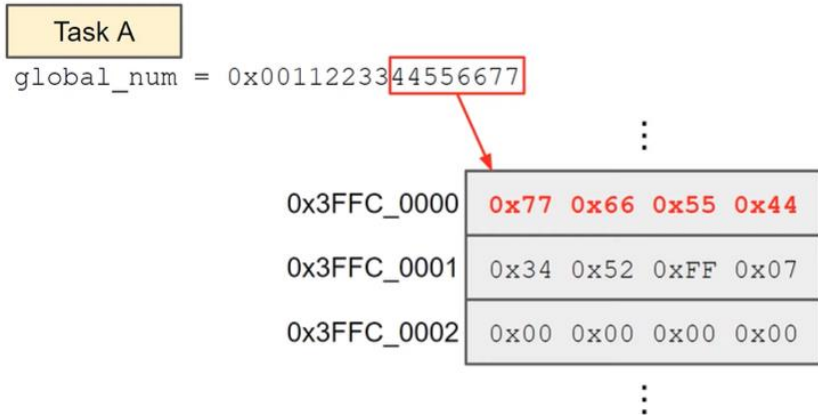 Task A
global_num = 0x0011223344556677
0x3FFC_0000 0x77 0x66 0x55 0x44
0x3FFC_0001 0x34 0x52 0xFF 0x07
0x3FFC_0002 0x00 0x00 0x00 0x00